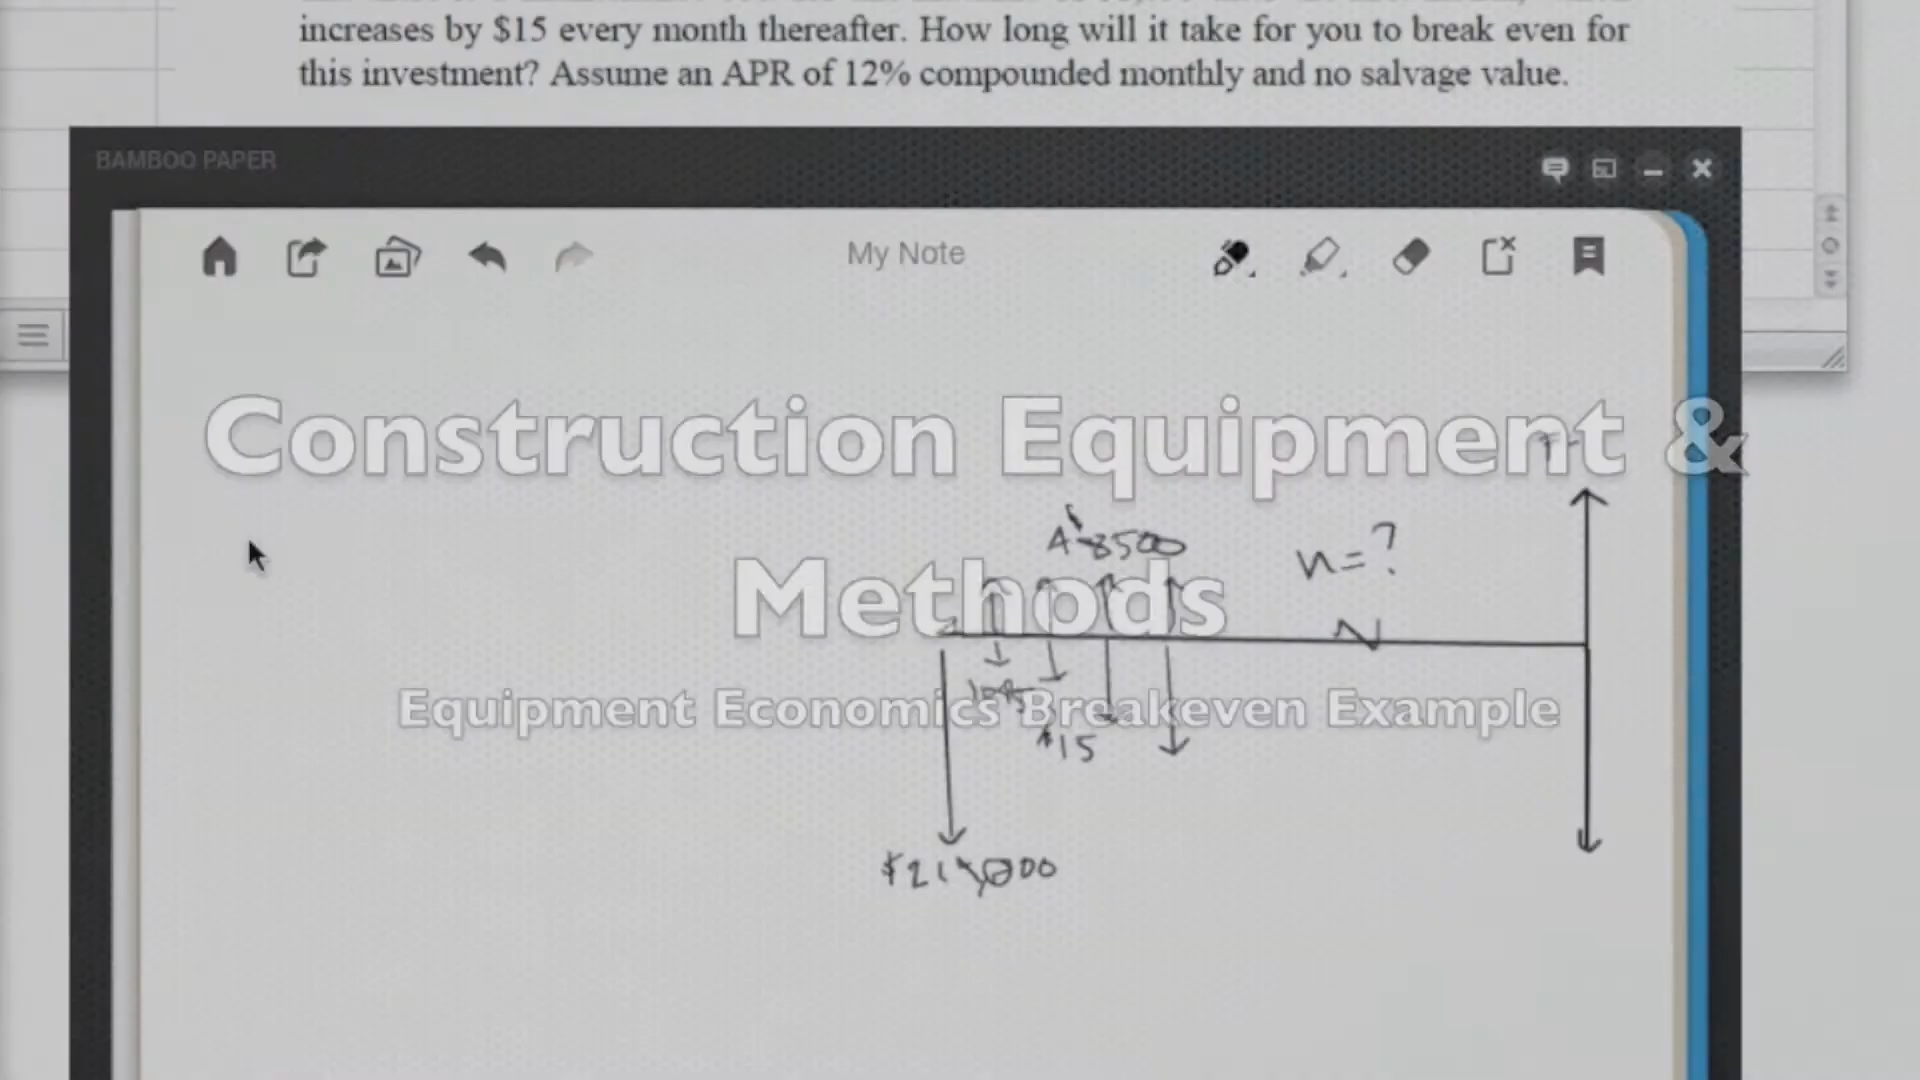 increases by $15 every month thereafter. How long will it take for you to break even for
this investment? Assume an APR of 12% compounded monthly and no salvage value.
BAMBOO PAPER
My Note
Construction Equipment &
Methods
Equipment Economics Breakeven Example
8500
n=?
$15